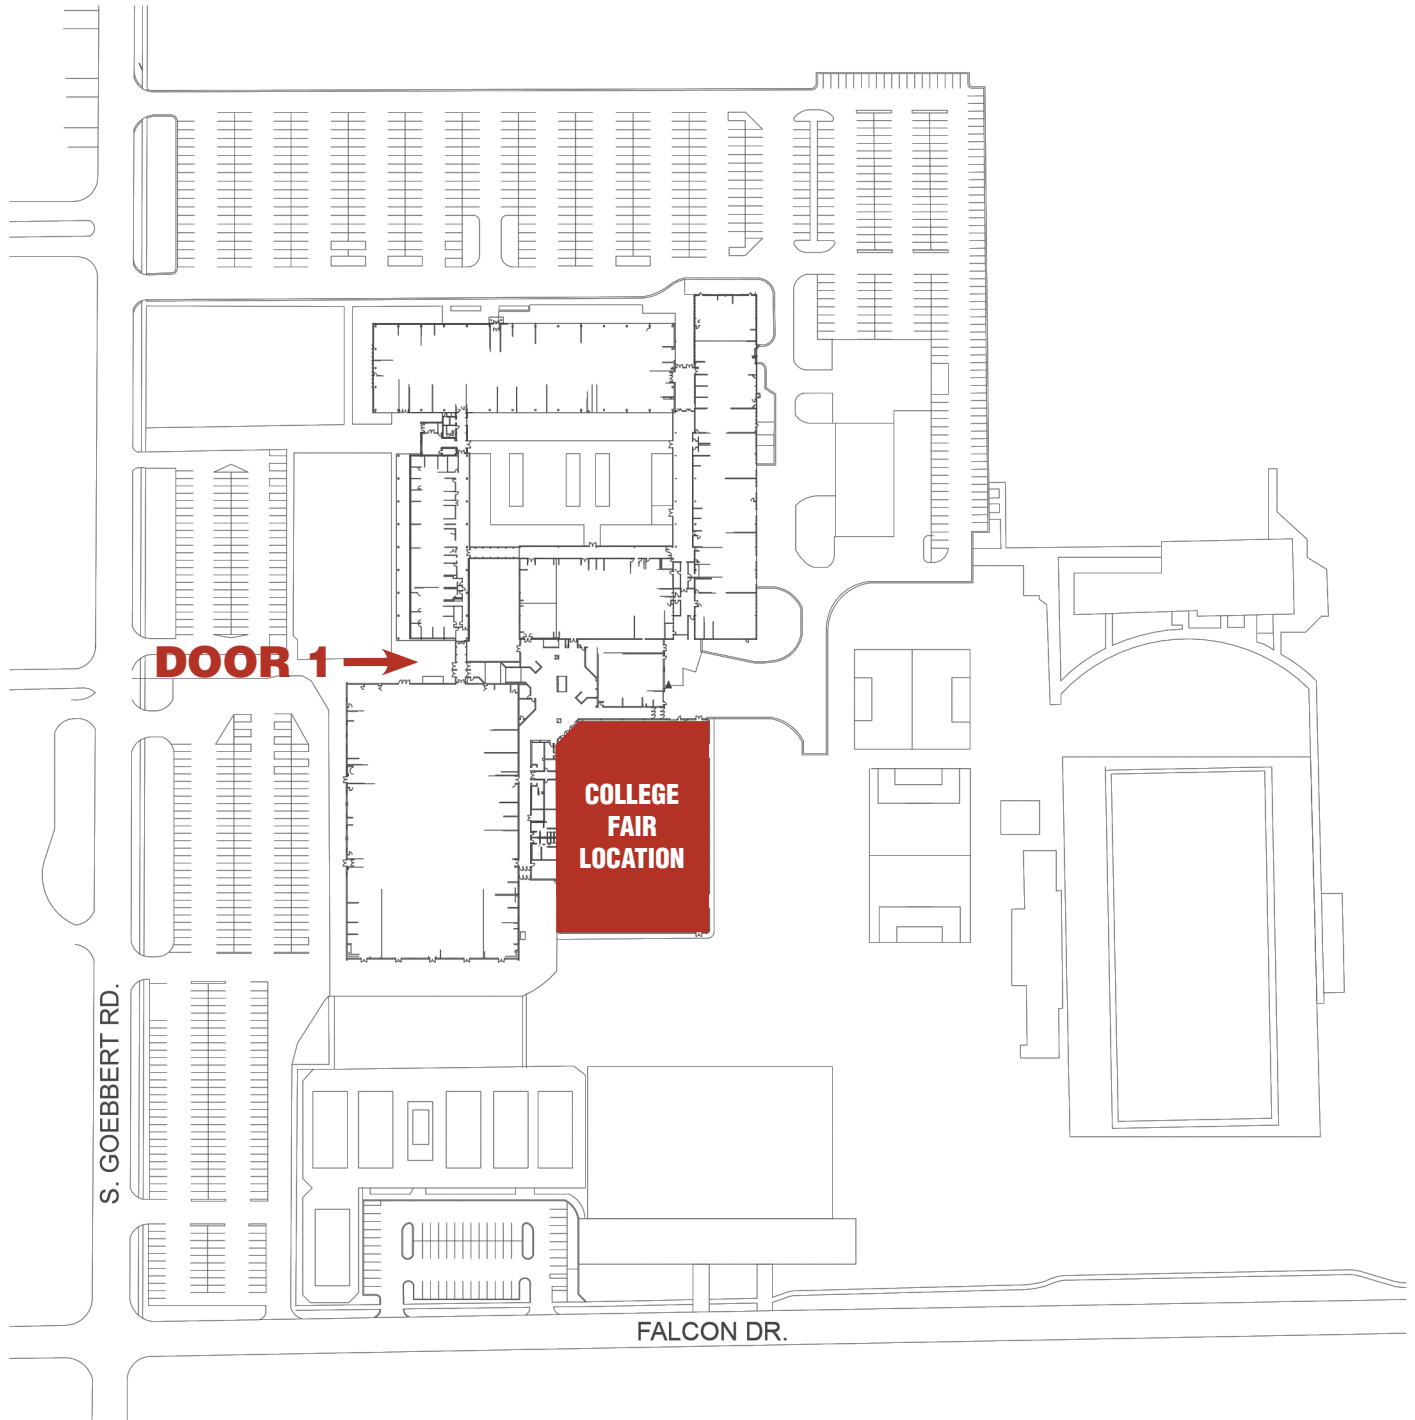 DOOR 1
COLLEGE
FAIR
LOCATION
S. GOEBBERT RD.
FALCON DR.